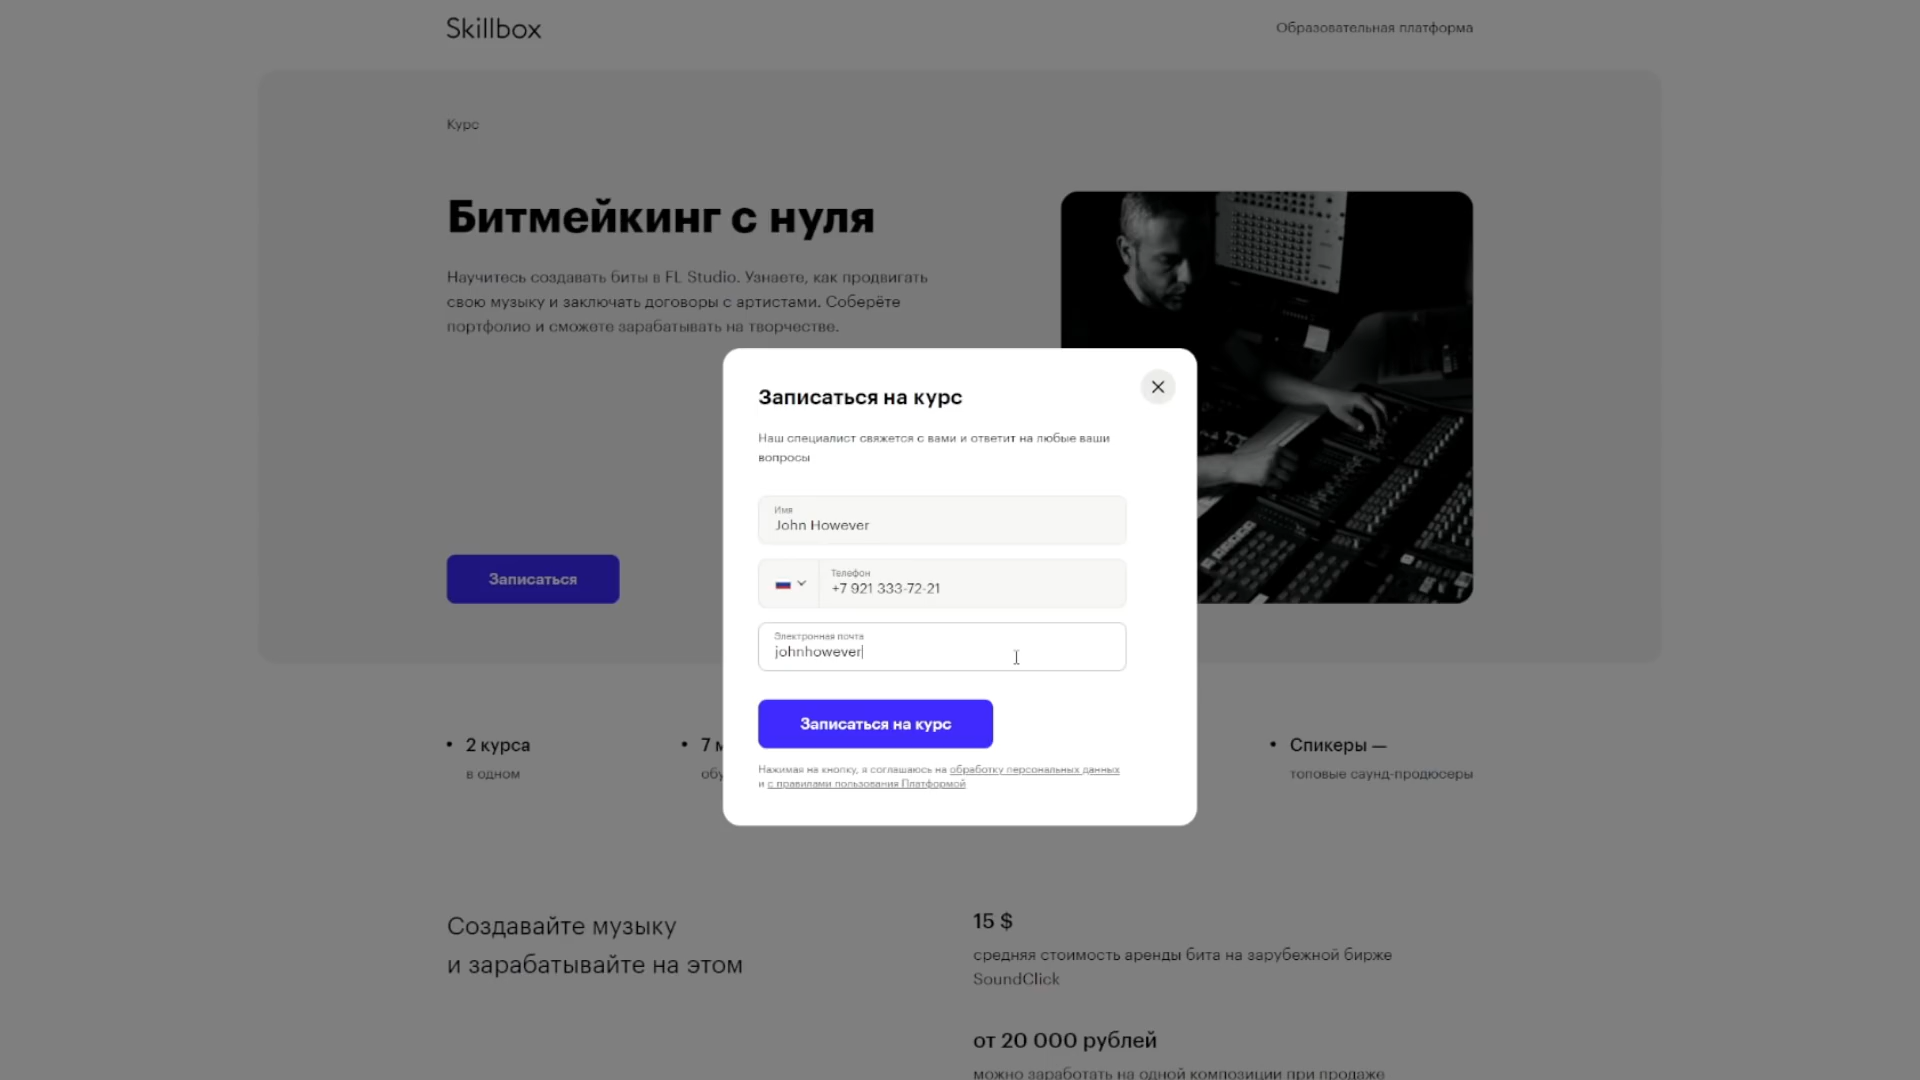 Skillbox
Образовательная платформа
Курс
Битмейкинг с нуля
Научитесь создавать биты в FL Studio. Узнаете, как продвигать
свою музыку и заключать договоры с артистами. Соберёте
портфолио и сможете зарабатывать на творчестве.
Записаться
Записаться на курс
Наш специалист свяжется с вами и ответит на любые ваши
вопросы
Имя
John However
Телефон
+7 921 333-72-21
Электронная почта
johnhowever
Записаться на курс
Нажимая на кнопку, я соглашаюсь на обработку персональных данных
и с правилами пользования Платформой
• 2 курса
в одном
• 7
• Спикеры —
топовые саунд-продюсеры
Создавайте музыку
и зарабатывайте на этом
15 $
средняя стоимость аренды бита на зарубежной бирже
SoundClick
от 20 000 рублей
можно заработать на одной композиции при продаже